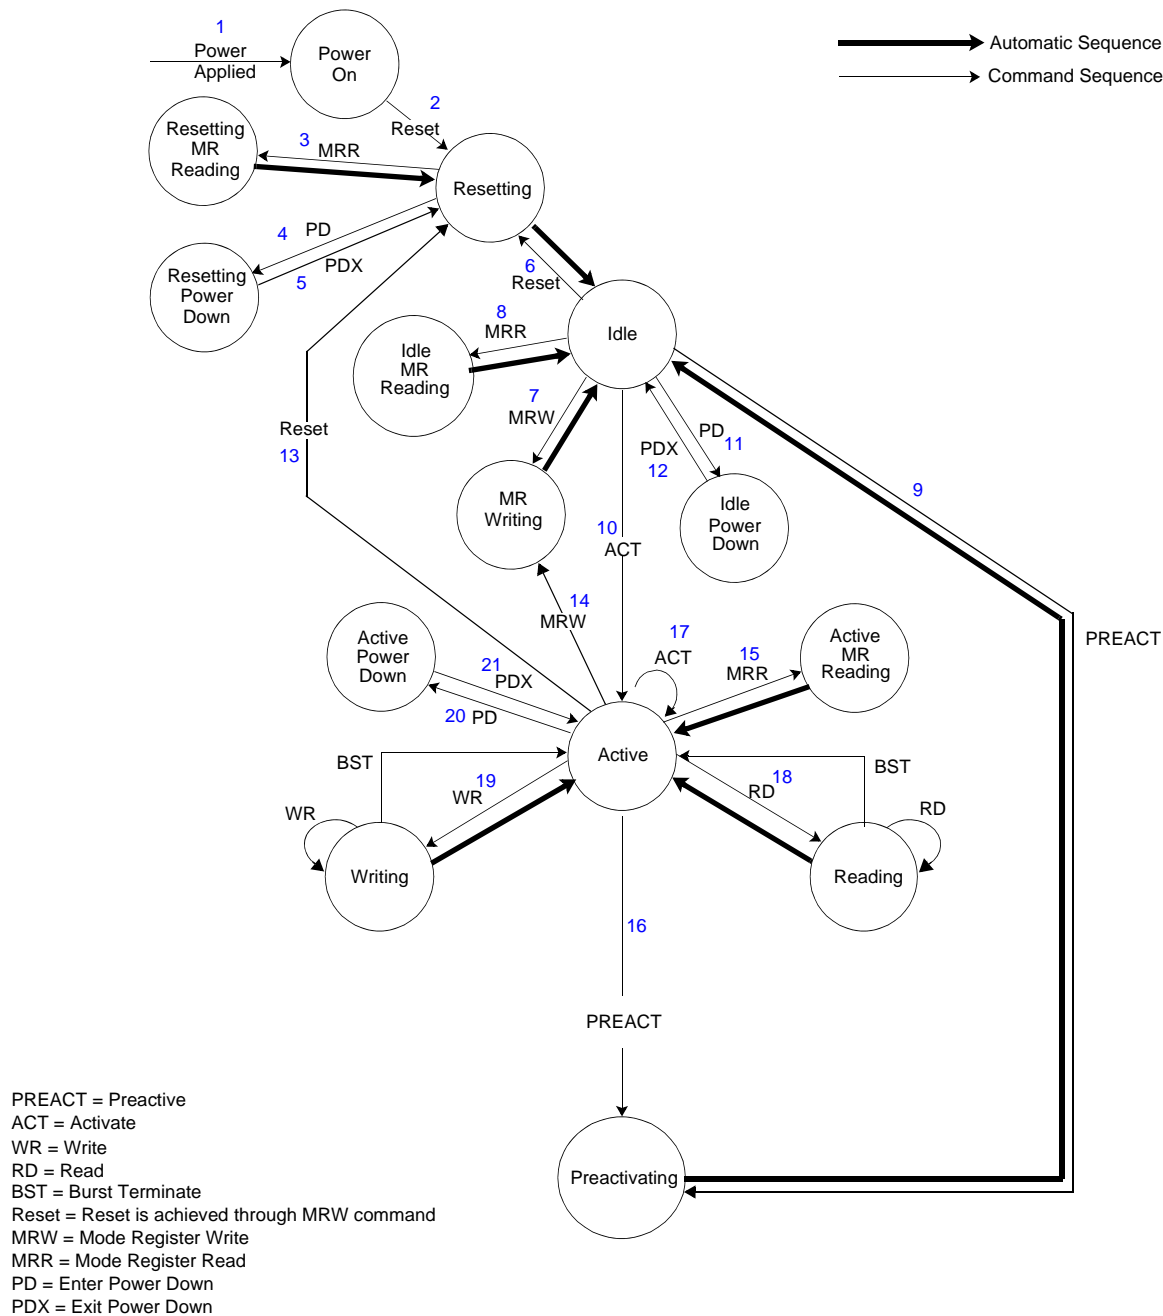 1
Power
Applied
Power
On
Automatic Sequence
Command Sequence
2
Reset
Resetting
MR
Reading
3
MRR
Resetting
4
PD
PDX
5
Resetting
Power
Down
6
Reset
8
MRR
Idle
Idle
MR
Reading
7
MRW
PD
11
PDX
12
Reset
13
9
MR
Writing
Idle
Power
Down
10
ACT
14
MRW
17
ACT
15
MRR
Active
MR
Reading
PREACT
Active
Power
Down
21
PDX
20 PD
Active
BST
19
WR
18
RD
BST
WR
RD
Writing
Reading
16
PREACT
Preactivating
PREACT = Preactive
ACT = Activate
WR = Write
RD = Read
BST = Burst Terminate
Reset = Reset is achieved through MRW command
MRW = Mode Register Write
MRR = Mode Register Read
PD = Enter Power Down
PDX = Exit Power Down